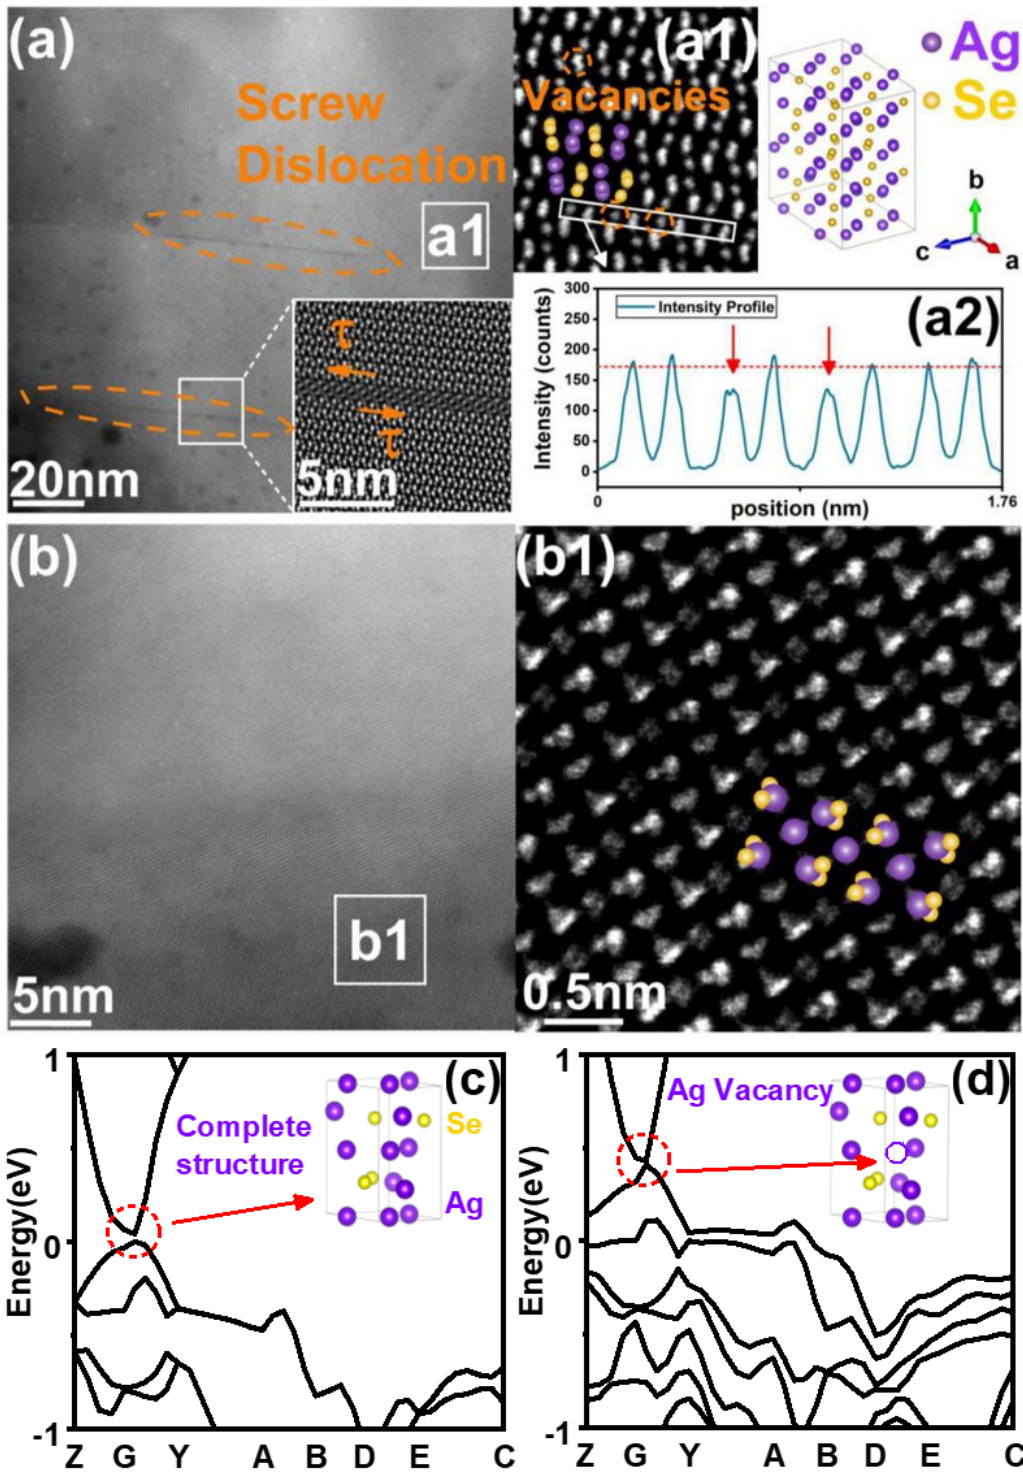 (a)
Screw
Dislocation
a1
τ
τ
20nm
5nm
(a1)
Vacancies
Ag
Se
b
c
a
(a2)
Intensity Profile
Intensity (counts)
300
250
200
150
100
50
0
0
1.76
position (nm)
(b)
b1
5nm
(b1)
0.5nm
(c)
Complete
structure
Se
Ag
Energy(eV)
1
0
-1
Z G Y A B D E C
(d)
Ag Vacancy
Energy(eV)
1
0
-1
Z G Y A B D E C